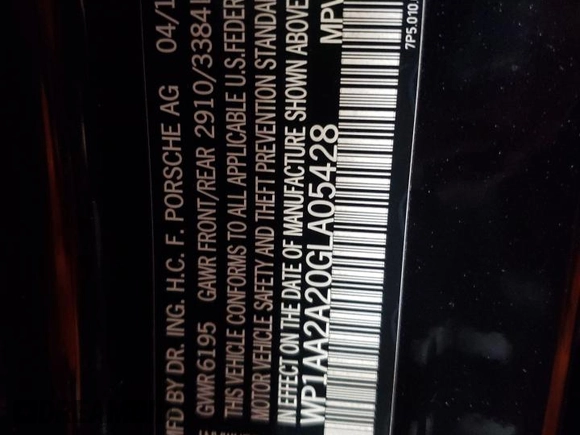 MFD BY DR. ING. H.C. F. PORSCHE AG 04/1
GVWR 6195 GAWR FRONT/REAR 2910/3384
THIS VEHICLE CONFORMS TO ALL APPLICABLE U.S. FEDER
MOTOR VEHICLE SAFETY AND THEFT PREVENTION STANDA
IN EFFECT ON THE DATE OF MANUFACTURE SHOWN ABOVE
WP1AA2A20GLA05428 MPV
7P5.010.